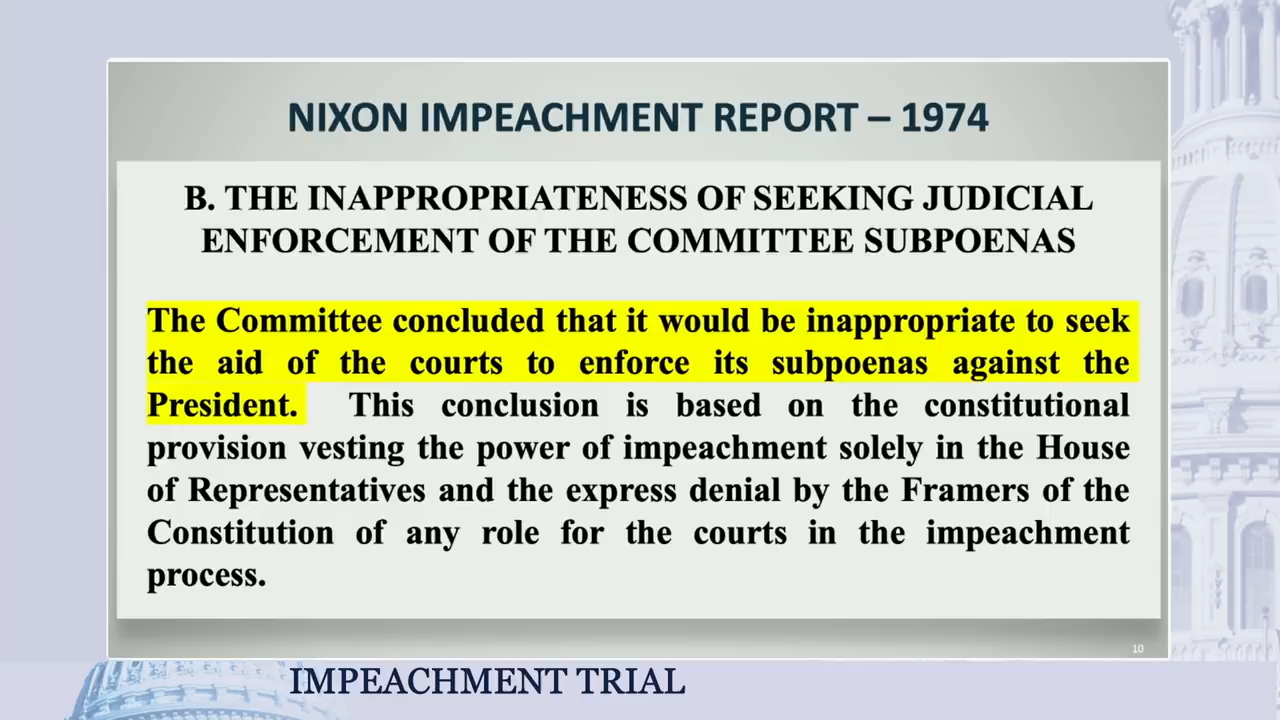 NIXON IMPEACHMENT REPORT – 1974
B. THE INAPPROPRIATENESS OF SEEKING JUDICIAL
ENFORCEMENT OF THE COMMITTEE SUBPOENAS
The Committee concluded that it would be inappropriate to seek
the aid of the courts to enforce its subpoenas against the
President. This conclusion is based on the constitutional
provision vesting the power of impeachment solely in the House
of Representatives and the express denial by the Framers of the
Constitution of any role for the courts in the impeachment
process.
10
IMPEACHMENT TRIAL